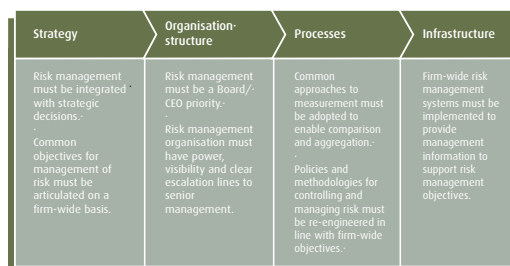 Strategy
Organisation-
structure
Processes
Infrastructure
Risk management
must be integrated
with strategic
decisions.
Common
objectives for
management of
risk must be
articulated on a
firm-wide basis.
Risk management
must be a Board/
CEO priority.
Risk management
organisation must
have power,
visibility and clear
escalation lines to
senior
management.
Common
approaches to
measurement must
be adopted to
enable comparison
and aggregation.
Policies and
methodologies for
controlling and
managing risk must
be re-engineered in
line with firm-wide
objectives.
Firm-wide risk
management
systems must be
implemented to
provide
management
information to
support risk
management
objectives.